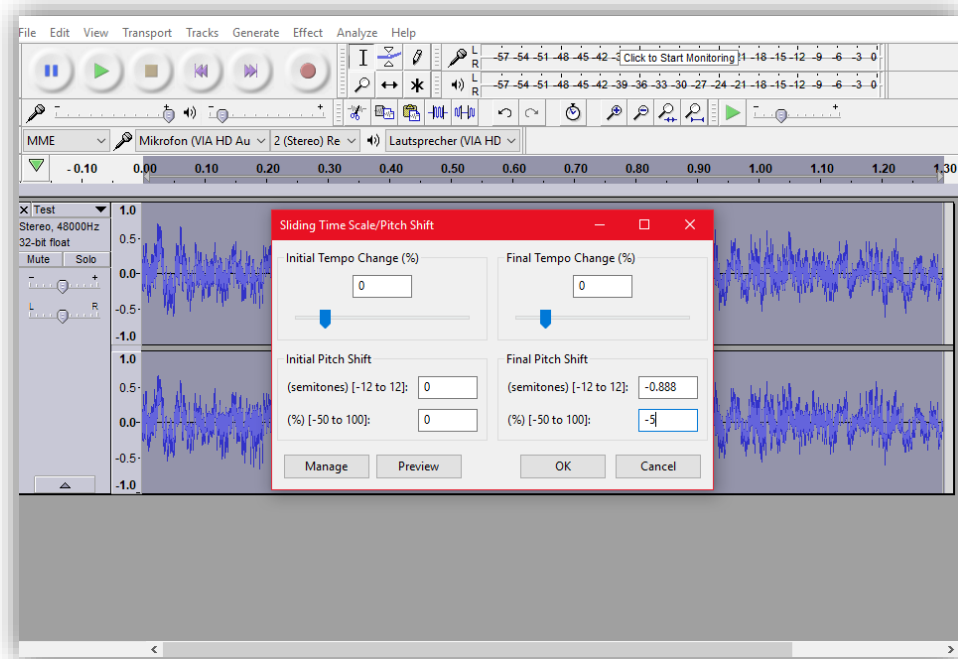 File Edit View Transport Tracks Generate Effect Analyze Help
L R -57 -54 -51 -48 -45 -42 -3 Click to Start Monitoring 1 -18 -15 -12 -9 -6 -3 0
L R -57 -54 -51 -48 -45 -42 -39 -36 -33 -30 -27 -24 -21 -18 -15 -12 -9 -6 -3 0
MME Mikrofon (VIA HD Au 2 (Stereo) Re Lautsprecher (VIA HD
- 0.10 0.00 0.10 0.20 0.30 0.40 0.50 0.60 0.70 0.80 0.90 1.00 1.10 1.20 1.30
X Test
Stereo, 48000Hz
32-bit float
Mute Solo
- +
L R
1.0
0.5-
0.0-
-0.5-
-1.0
1.0
0.5-
0.0-
-0.5-
-1.0
Sliding Time Scale/Pitch Shift
Initial Tempo Change (%)
0
Final Tempo Change (%)
0
Initial Pitch Shift
(semitones) [-12 to 12]: 0
(%) [-50 to 100]: 0
Final Pitch Shift
(semitones) [-12 to 12]: -0.888
(%) [-50 to 100]: -5
Manage Preview OK Cancel